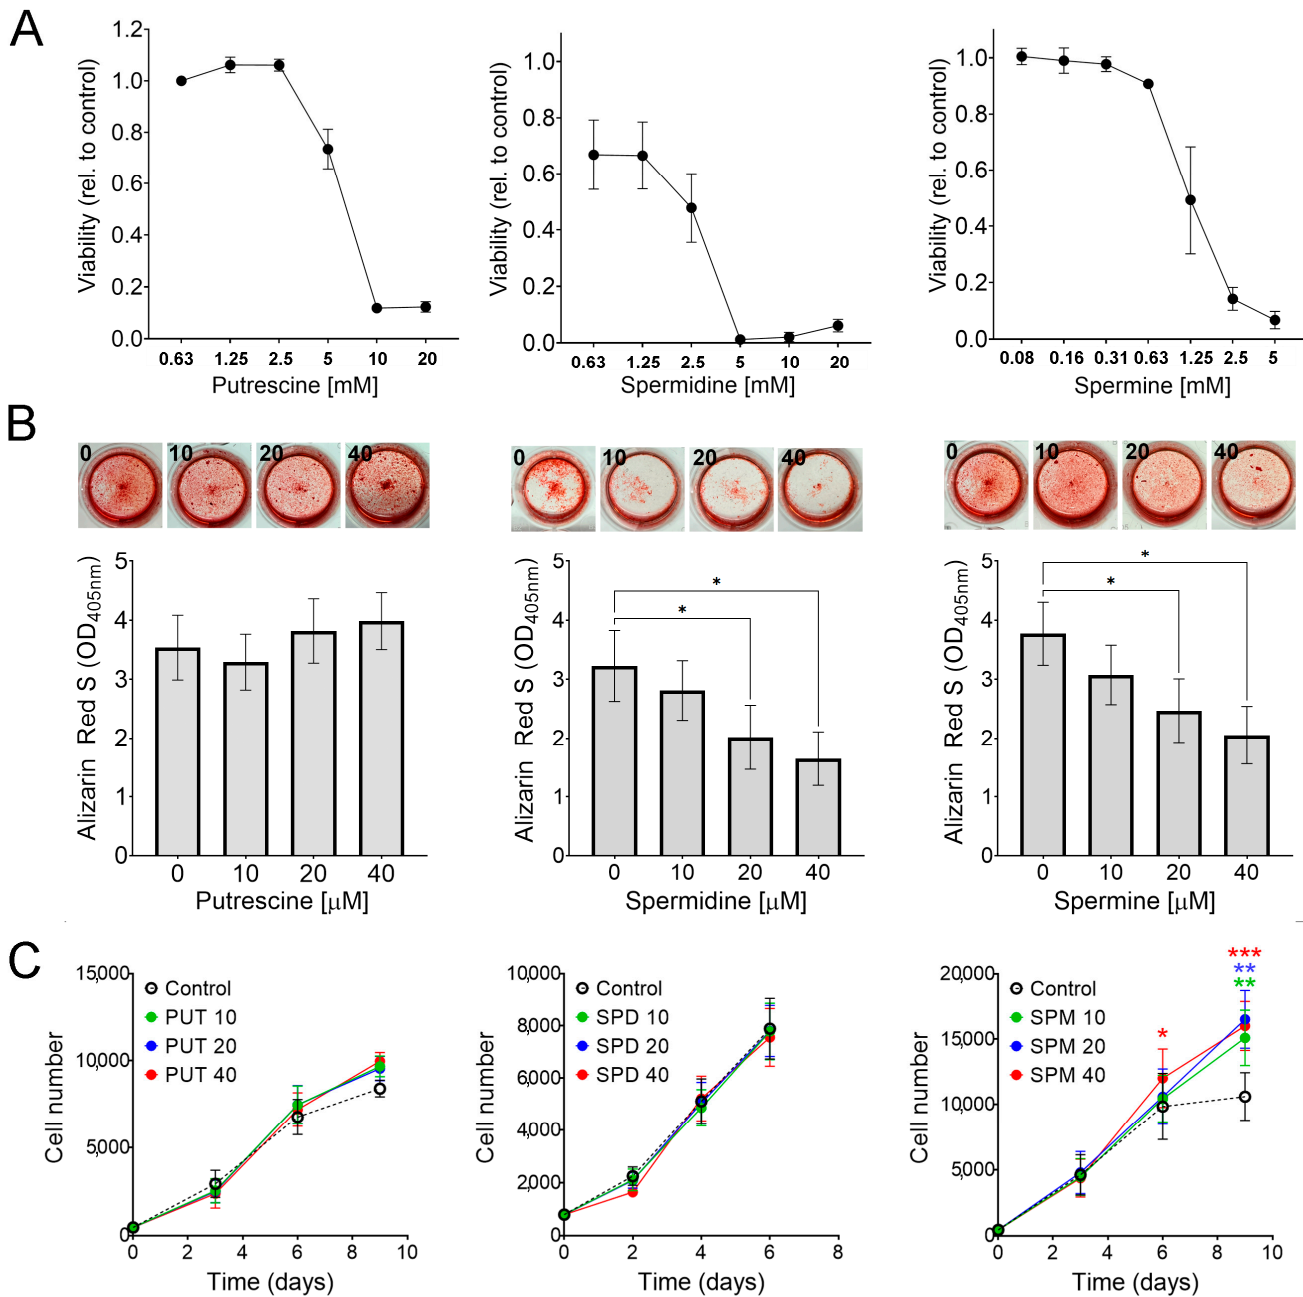 A
1.2
1.0
0.8
0.6
0.4
0.2
0.0
Viability (rel. to control)
0.63 1.25 2.5 5 10 20
Putrescine [mM]
1.0
0.8
0.6
0.4
0.2
0.0
Viability (rel. to control)
0.63 1.25 2.5 5 10 20
Spermidine [mM]
1.0
0.8
0.6
0.4
0.2
0.0
Viability (rel. to control)
0.08 0.16 0.31 0.63 1.25 2.5 5
Spermine [mM]
B
0 10 20 40
5
4
3
2
1
0
Alizarin Red S (OD405nm)
0 10 20 40
Putrescine [μM]
0 10 20 40
5
4
3
2
1
0
Alizarin Red S (OD405nm)
*
*
0 10 20 40
Spermidine [μM]
0 10 20 40
5
4
3
2
1
0
Alizarin Red S (OD405nm)
*
*
0 10 20 40
Spermine [μM]
C
15,000
10,000
5,000
0
Cell number
Control
PUT 10
PUT 20
PUT 40
0 2 4 6 8 10
Time (days)
10,000
8,000
6,000
4,000
2,000
0
Cell number
Control
SPD 10
SPD 20
SPD 40
0 2 4 6 8
Time (days)
20,000
15,000
10,000
5,000
0
Cell number
Control
SPM 10
SPM 20
SPM 40
*
***
**
**
0 2 4 6 8 10
Time (days)